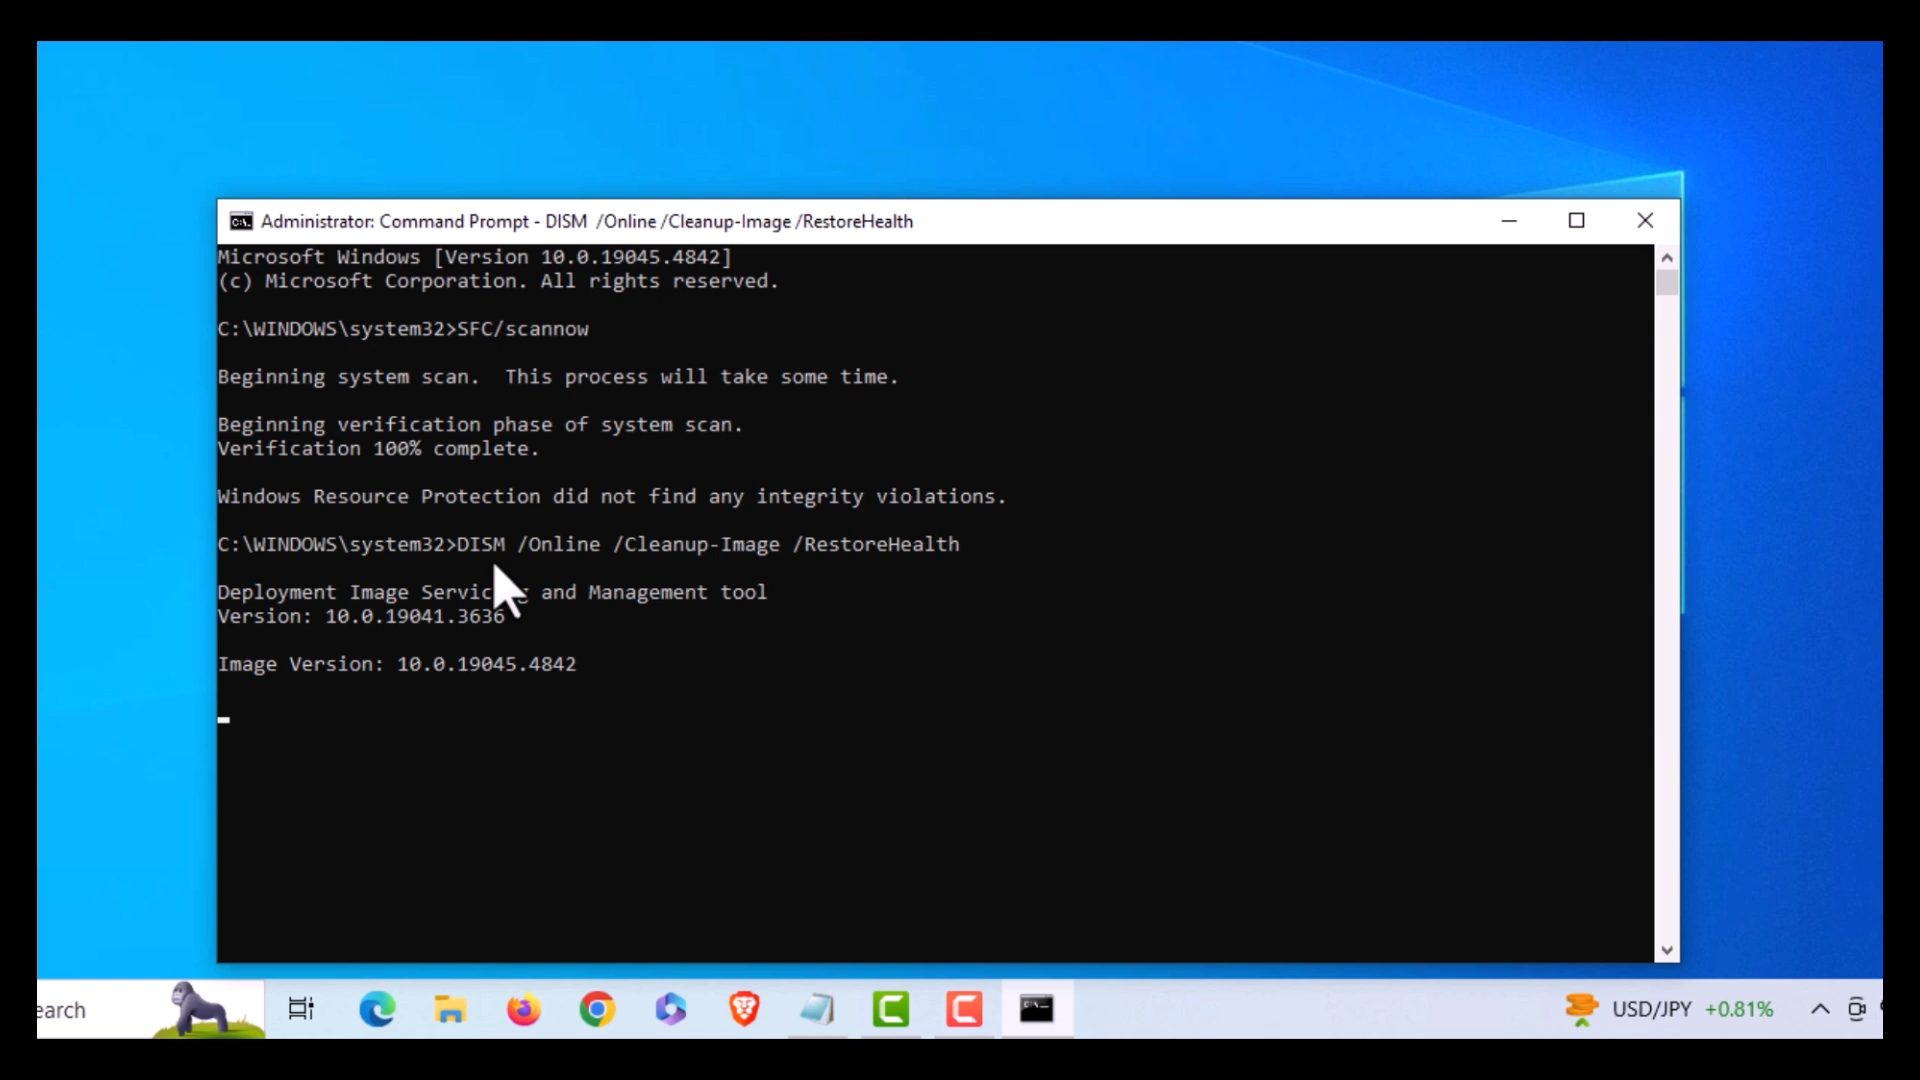 Administrator: Command Prompt - DISM /Online /Cleanup-Image /RestoreHealth
Microsoft Windows [Version 10.0.19045.4842]
(c) Microsoft Corporation. All rights reserved.
C:\WINDOWS\system32>SFC/scannow
Beginning system scan.  This process will take some time.
Beginning verification phase of system scan.
Verification 100% complete.
Windows Resource Protection did not find any integrity violations.
C:\WINDOWS\system32>DISM /Online /Cleanup-Image /RestoreHealth
Deployment Image Servicing and Management tool
Version: 10.0.19041.3636
Image Version: 10.0.19045.4842
earch
USD/JPY +0.81%